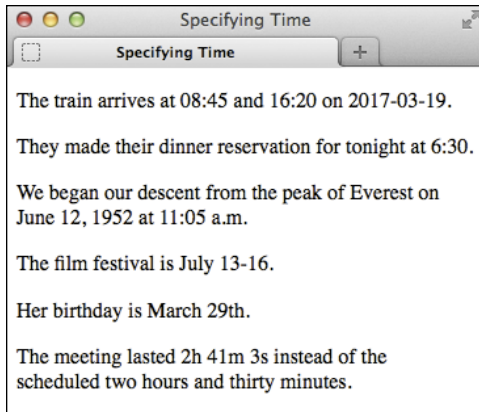 Specifying Time
Specifying Time
The train arrives at 08:45 and 16:20 on 2017-03-19.
They made their dinner reservation for tonight at 6:30.
We began our descent from the peak of Everest on
June 12, 1952 at 11:05 a.m.
The film festival is July 13-16.
Her birthday is March 29th.
The meeting lasted 2h 41m 3s instead of the
scheduled two hours and thirty minutes.